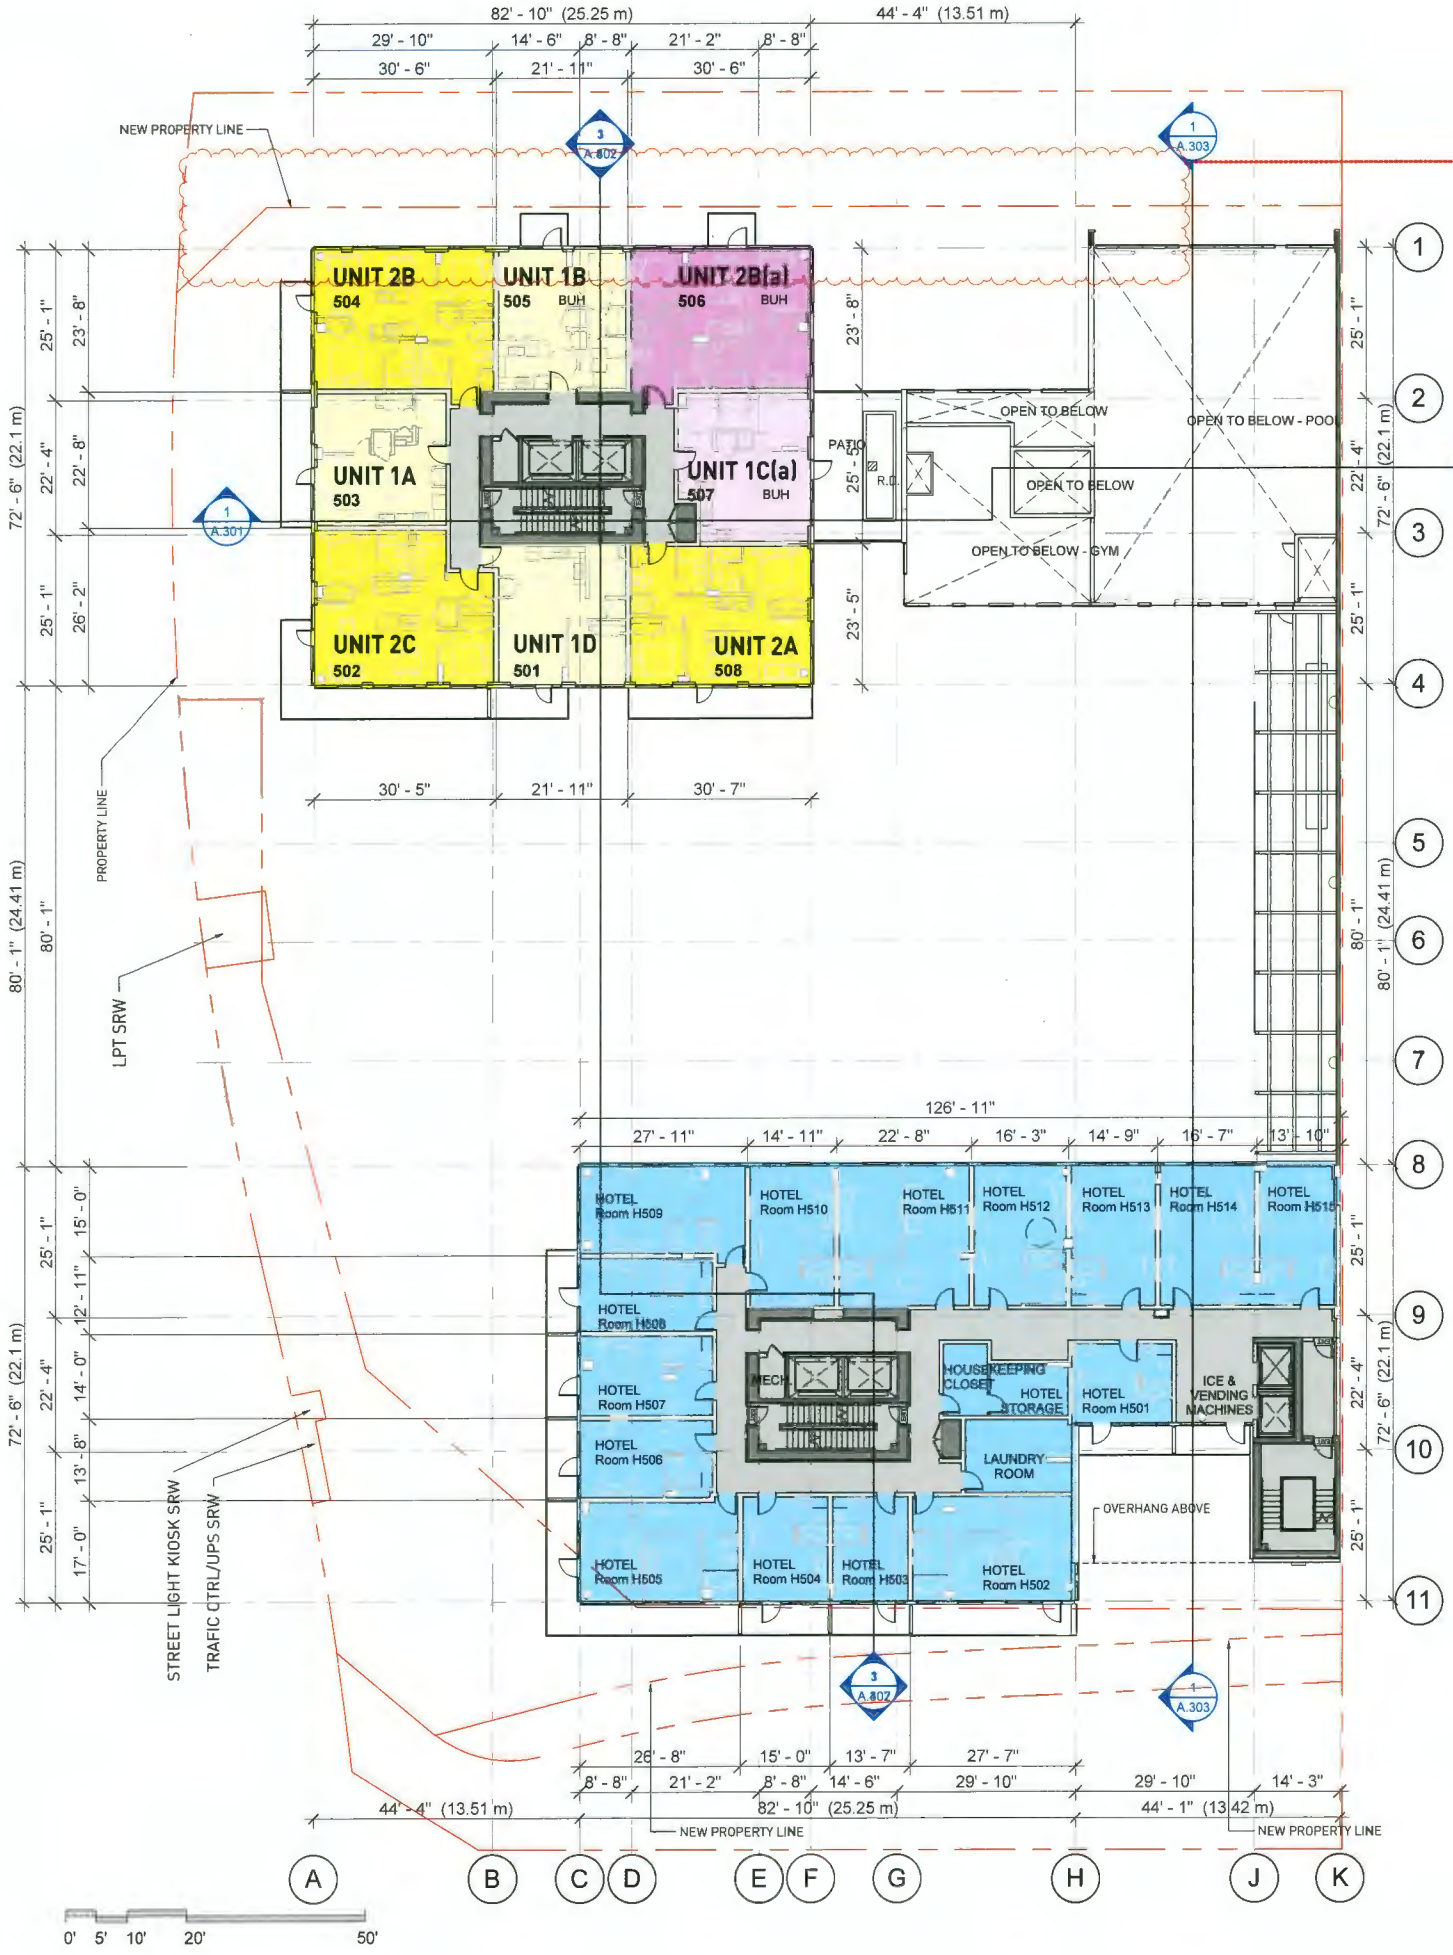 82' - 10" (25.25 m)
44' - 4" (13.51 m)
29' - 10"
14' - 6"
8' - 8"
21' - 2"
8' - 8"
30' - 6"
21' - 11"
30' - 6"
NEW PROPERTY LINE
3
1
A.303
UNIT 2B
504
UNIT 1B
505 BUH
UNIT 2B(a)
506 BUH
1
25' - 1"
23' - 8"
23' - 8"
25' - 1"
2
OPEN TO BELOW
OPEN TO BELOW - POOL
PATIO
72' - 6" (22.1 m)
22' - 4"
22' - 8"
UNIT 1A
503
UNIT 1C(a)
507 BUH
25' - 5"
R.D.
OPEN TO BELOW
22' - 4"
72' - 6" (22.1 m)
1
A.301
3
OPEN TO BELOW - GYM
25' - 1"
26' - 2"
23' - 5"
25' - 1"
UNIT 2C
502
UNIT 1D
501
UNIT 2A
508
4
30' - 5"
21' - 11"
30' - 7"
PROPERTY LINE
5
80' - 1" (24.41 m)
80' - 1"
80' - 1"
80' - 1" (24.41 m)
6
LPT SRW
7
126' - 11"
27' - 11"
14' - 11"
22' - 8"
16' - 3"
14' - 9"
16' - 7"
13' - 10"
8
HOTEL
Room H509
HOTEL
Room H510
HOTEL
Room H511
HOTEL
Room H512
HOTEL
Room H513
HOTEL
Room H514
HOTEL
Room H515
25' - 1"
15' - 0"
25' - 1"
12' - 11"
HOTEL
Room H508
9
72' - 6" (22.1 m)
22' - 4"
14' - 0"
HOTEL
Room H507
MECH.
HOUSEKEEPING
CLOSET
HOTEL
STORAGE
HOTEL
Room H501
ICE &
VENDING
MACHINES
22' - 4"
72' - 6" (22.1 m)
13' - 8"
HOTEL
Room H506
LAUNDRY
ROOM
10
STREET LIGHT KIOSK SRW
TRAFIC CTRL/UPS SRW
25' - 1"
17' - 0"
OVERHANG ABOVE
25' - 1"
HOTEL
Room H505
HOTEL
Room H504
HOTEL
Room H503
HOTEL
Room H502
11
3
1
A.303
26' - 8"
15' - 0"
13' - 7"
27' - 7"
8' - 8"
21' - 2"
8' - 8"
14' - 6"
29' - 10"
29' - 10"
14' - 3"
44' - 4" (13.51 m)
82' - 10" (25.25 m)
44' - 1" (13.42 m)
NEW PROPERTY LINE
NEW PROPERTY LINE
A
B
C
D
E
F
G
H
J
K
0' 5' 10' 20' 50'